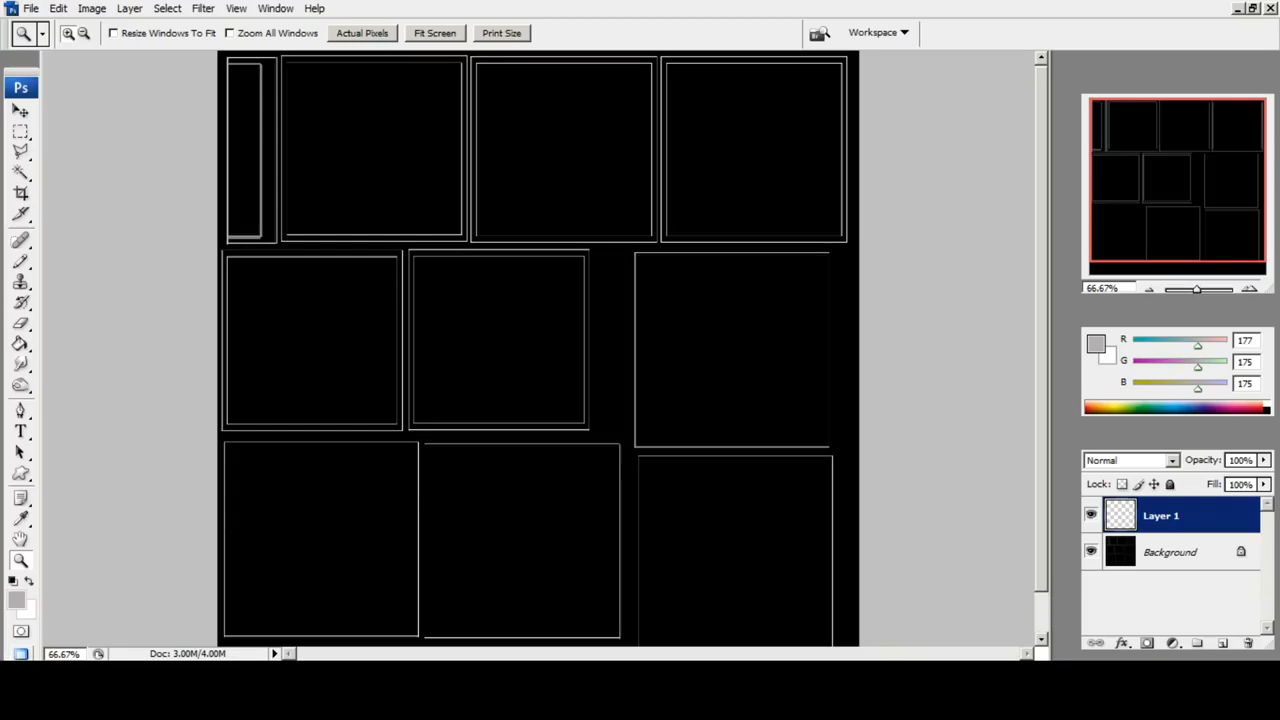 Ps File Edit Image Layer Select Filter View Window Help
Resize Windows To Fit Zoom All Windows Actual Pixels Fit Screen Print Size Workspace
Ps
66.67%
R 177
G 175
B 175
Normal Opacity: 100%
Lock: Fill: 100%
Layer 1
Background
T
fx
66.67% Doc: 3.00M/4.00M